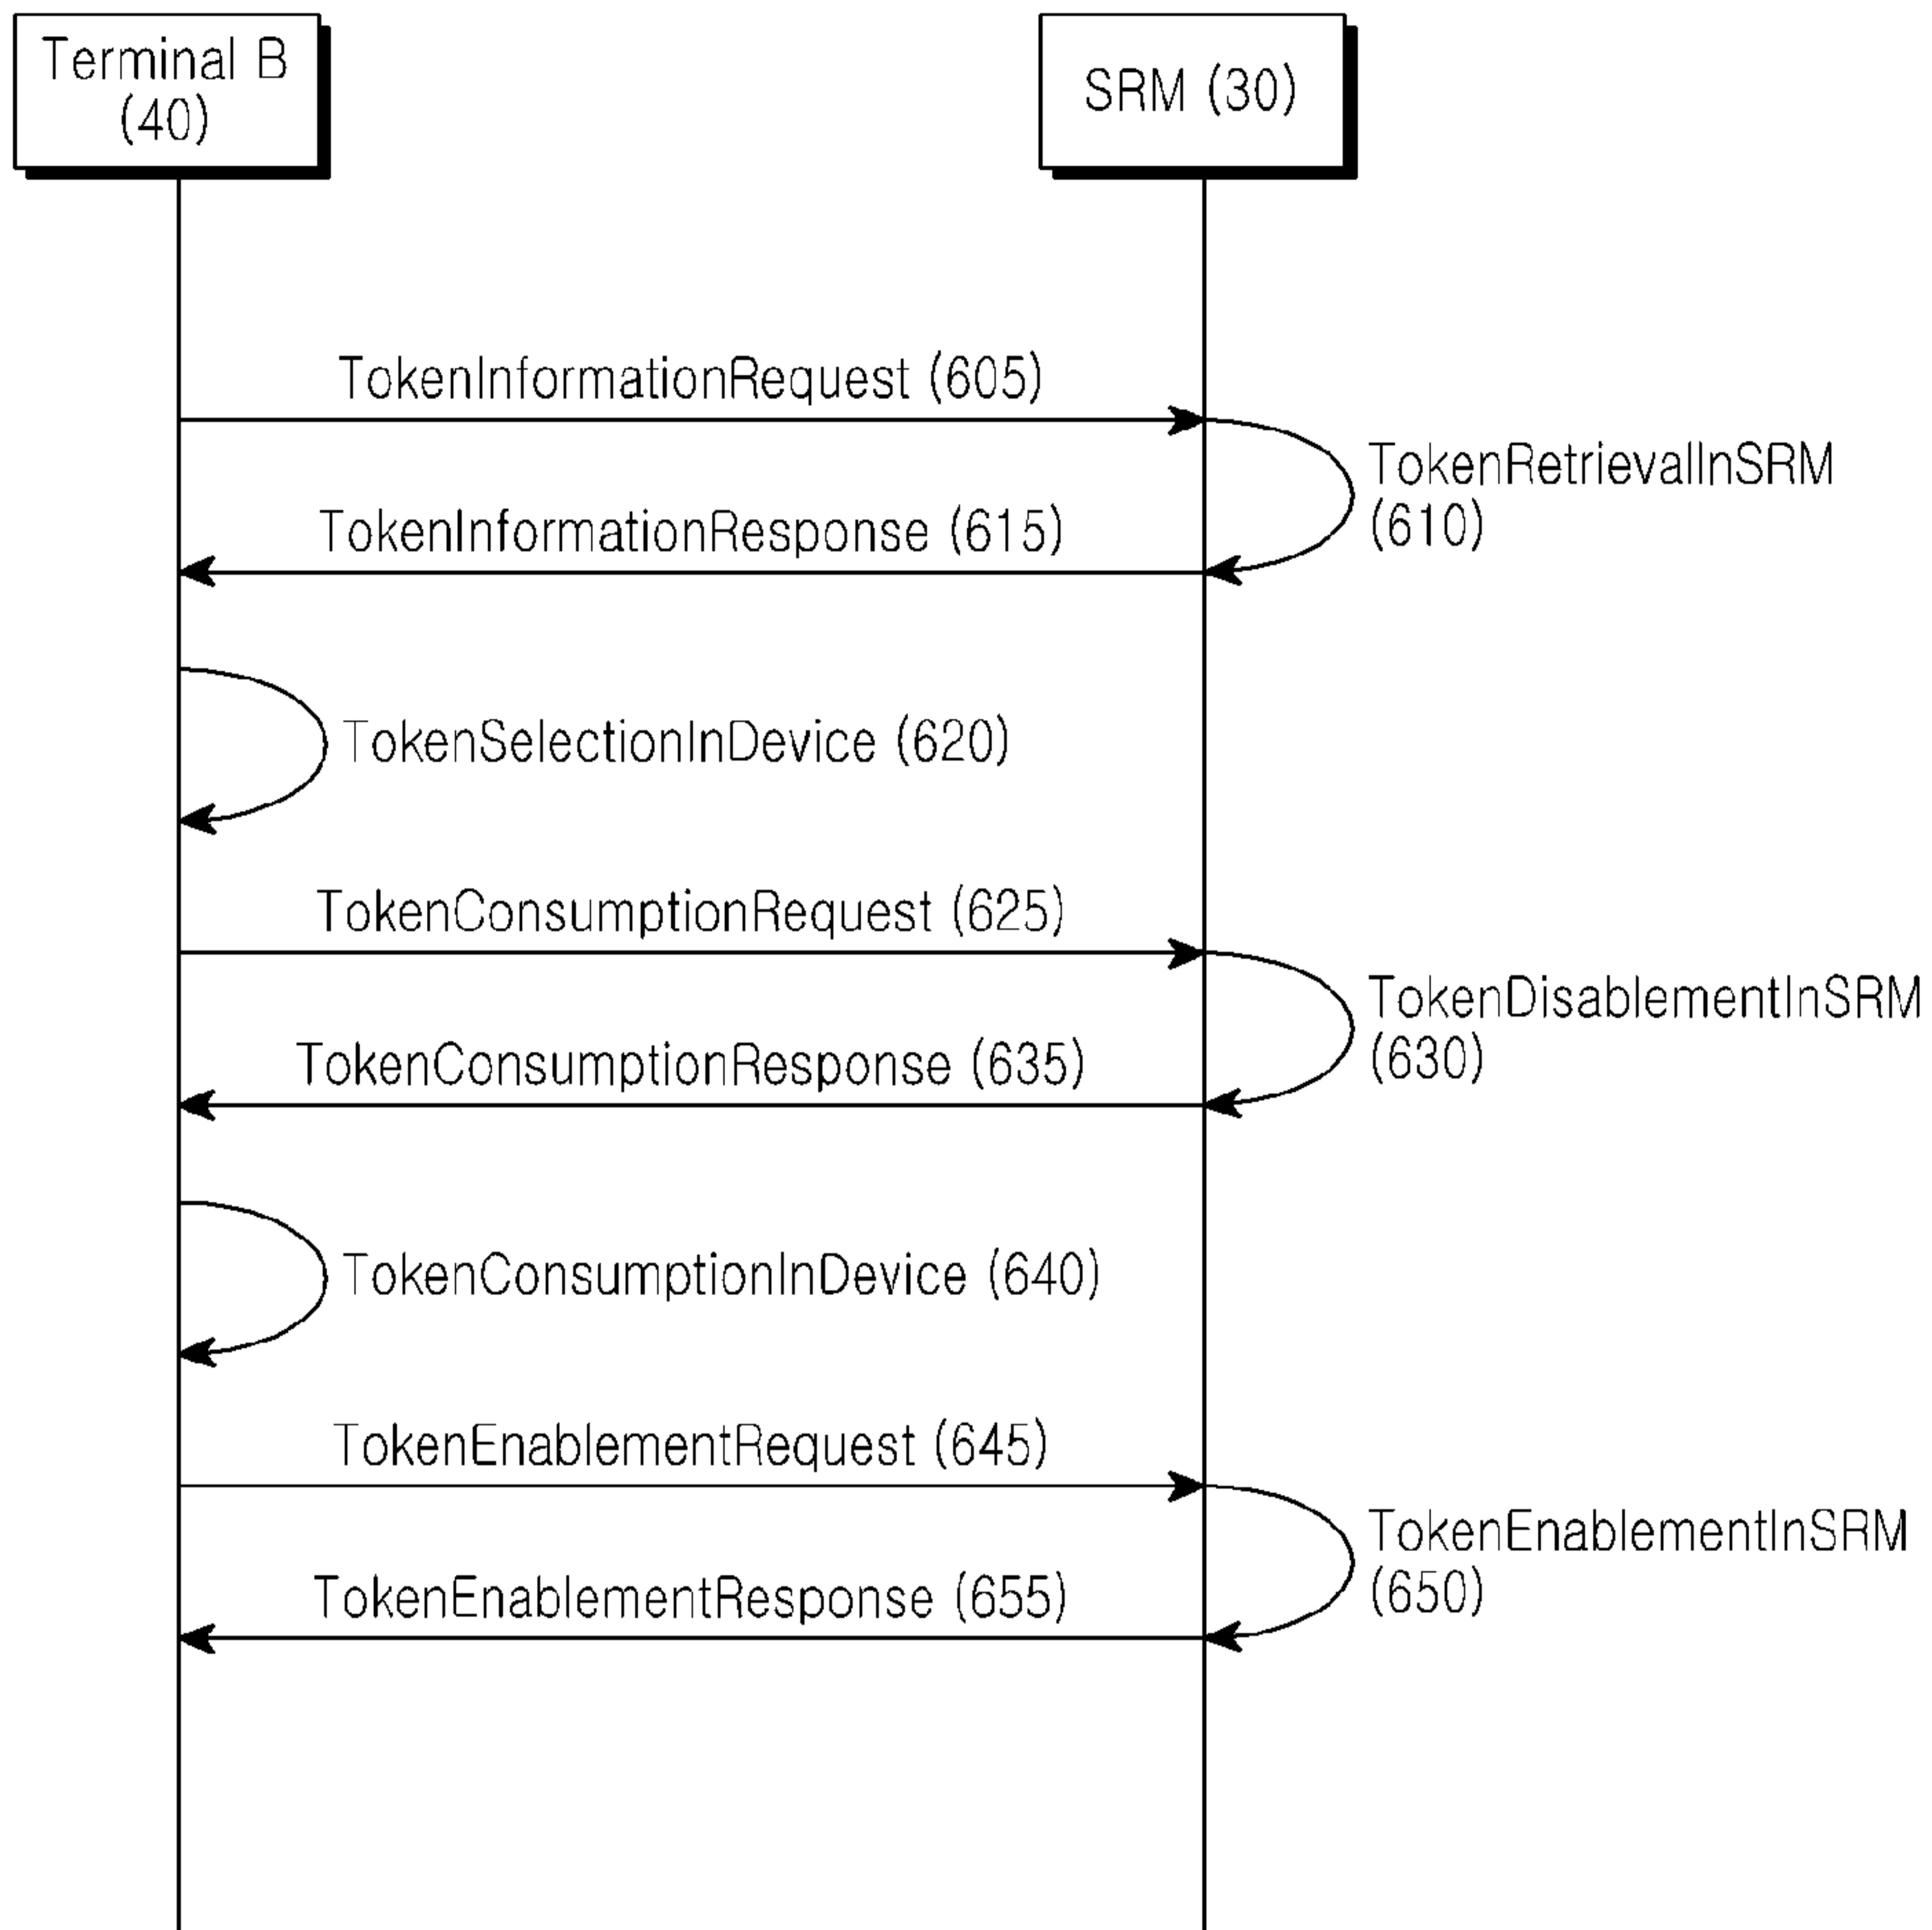 Terminal B
(40)
SRM (30)
TokenInformationRequest (605)
TokenRetrievalInSRM
(610)
TokenInformationResponse (615)
TokenSelectionInDevice (620)
TokenConsumptionRequest (625)
TokenDisablementInSRM
(630)
TokenConsumptionResponse (635)
TokenConsumptionInDevice (640)
TokenEnablementRequest (645)
TokenEnablementInSRM
(650)
TokenEnablementResponse (655)